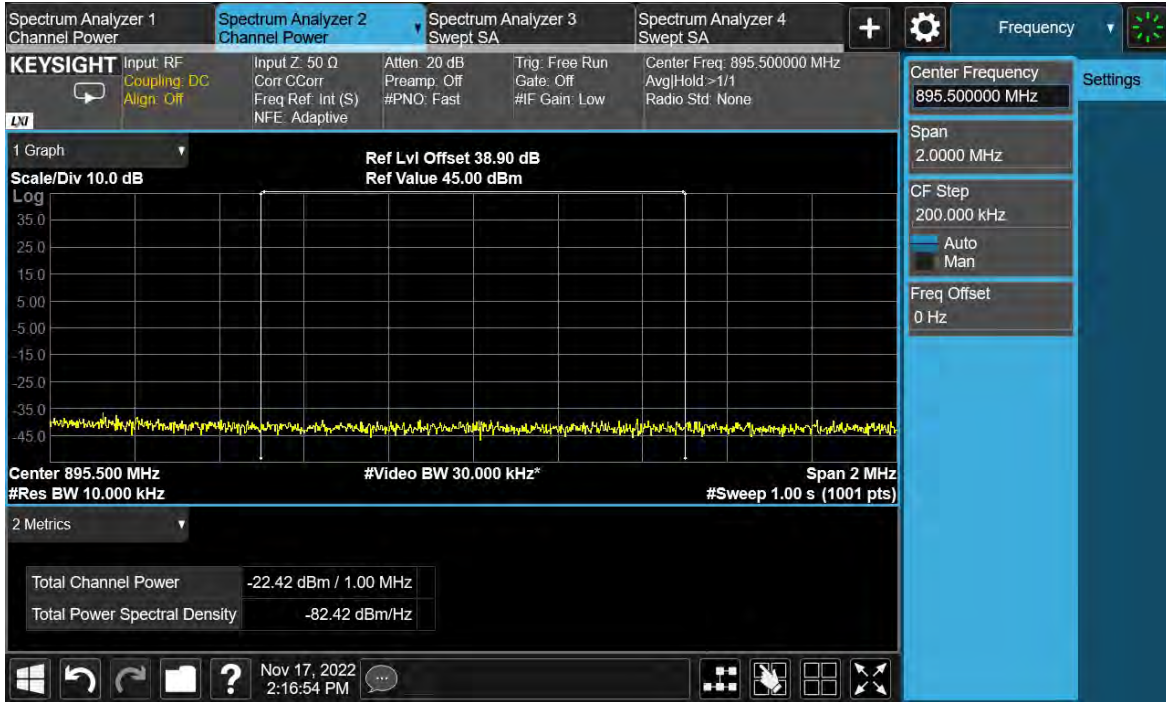 Spectrum Analyzer 1
Channel Power
Spectrum Analyzer 2
Channel Power
Spectrum Analyzer 3
Swept SA
Spectrum Analyzer 4
Swept SA
+
Frequency
KEYSIGHT
LXI
Input: RF
Coupling: DC
Align: Off
Input Z: 50 Ω
Corr CCorr
Freq Ref: Int (S)
NFE: Adaptive
Atten: 20 dB
Preamp: Off
#PNO: Fast
Trig: Free Run
Gate: Off
#IF Gain: Low
Center Freq: 895.500000 MHz
Avg|Hold:>1/1
Radio Std: None
Center Frequency
895.500000 MHz
Settings
Span
2.0000 MHz
CF Step
200.000 kHz
Auto
Man
Freq Offset
0 Hz
1 Graph
Scale/Div 10.0 dB
Ref Lvl Offset 38.90 dB
Ref Value 45.00 dBm
Log
35.0
25.0
15.0
5.00
-5.00
-15.0
-25.0
-35.0
-45.0
Center 895.500 MHz
#Video BW 30.000 kHz*
Span 2 MHz
#Res BW 10.000 kHz
#Sweep 1.00 s (1001 pts)
2 Metrics
Total Channel Power -22.42 dBm / 1.00 MHz
Total Power Spectral Density -82.42 dBm/Hz
?
Nov 17, 2022
2:16:54 PM